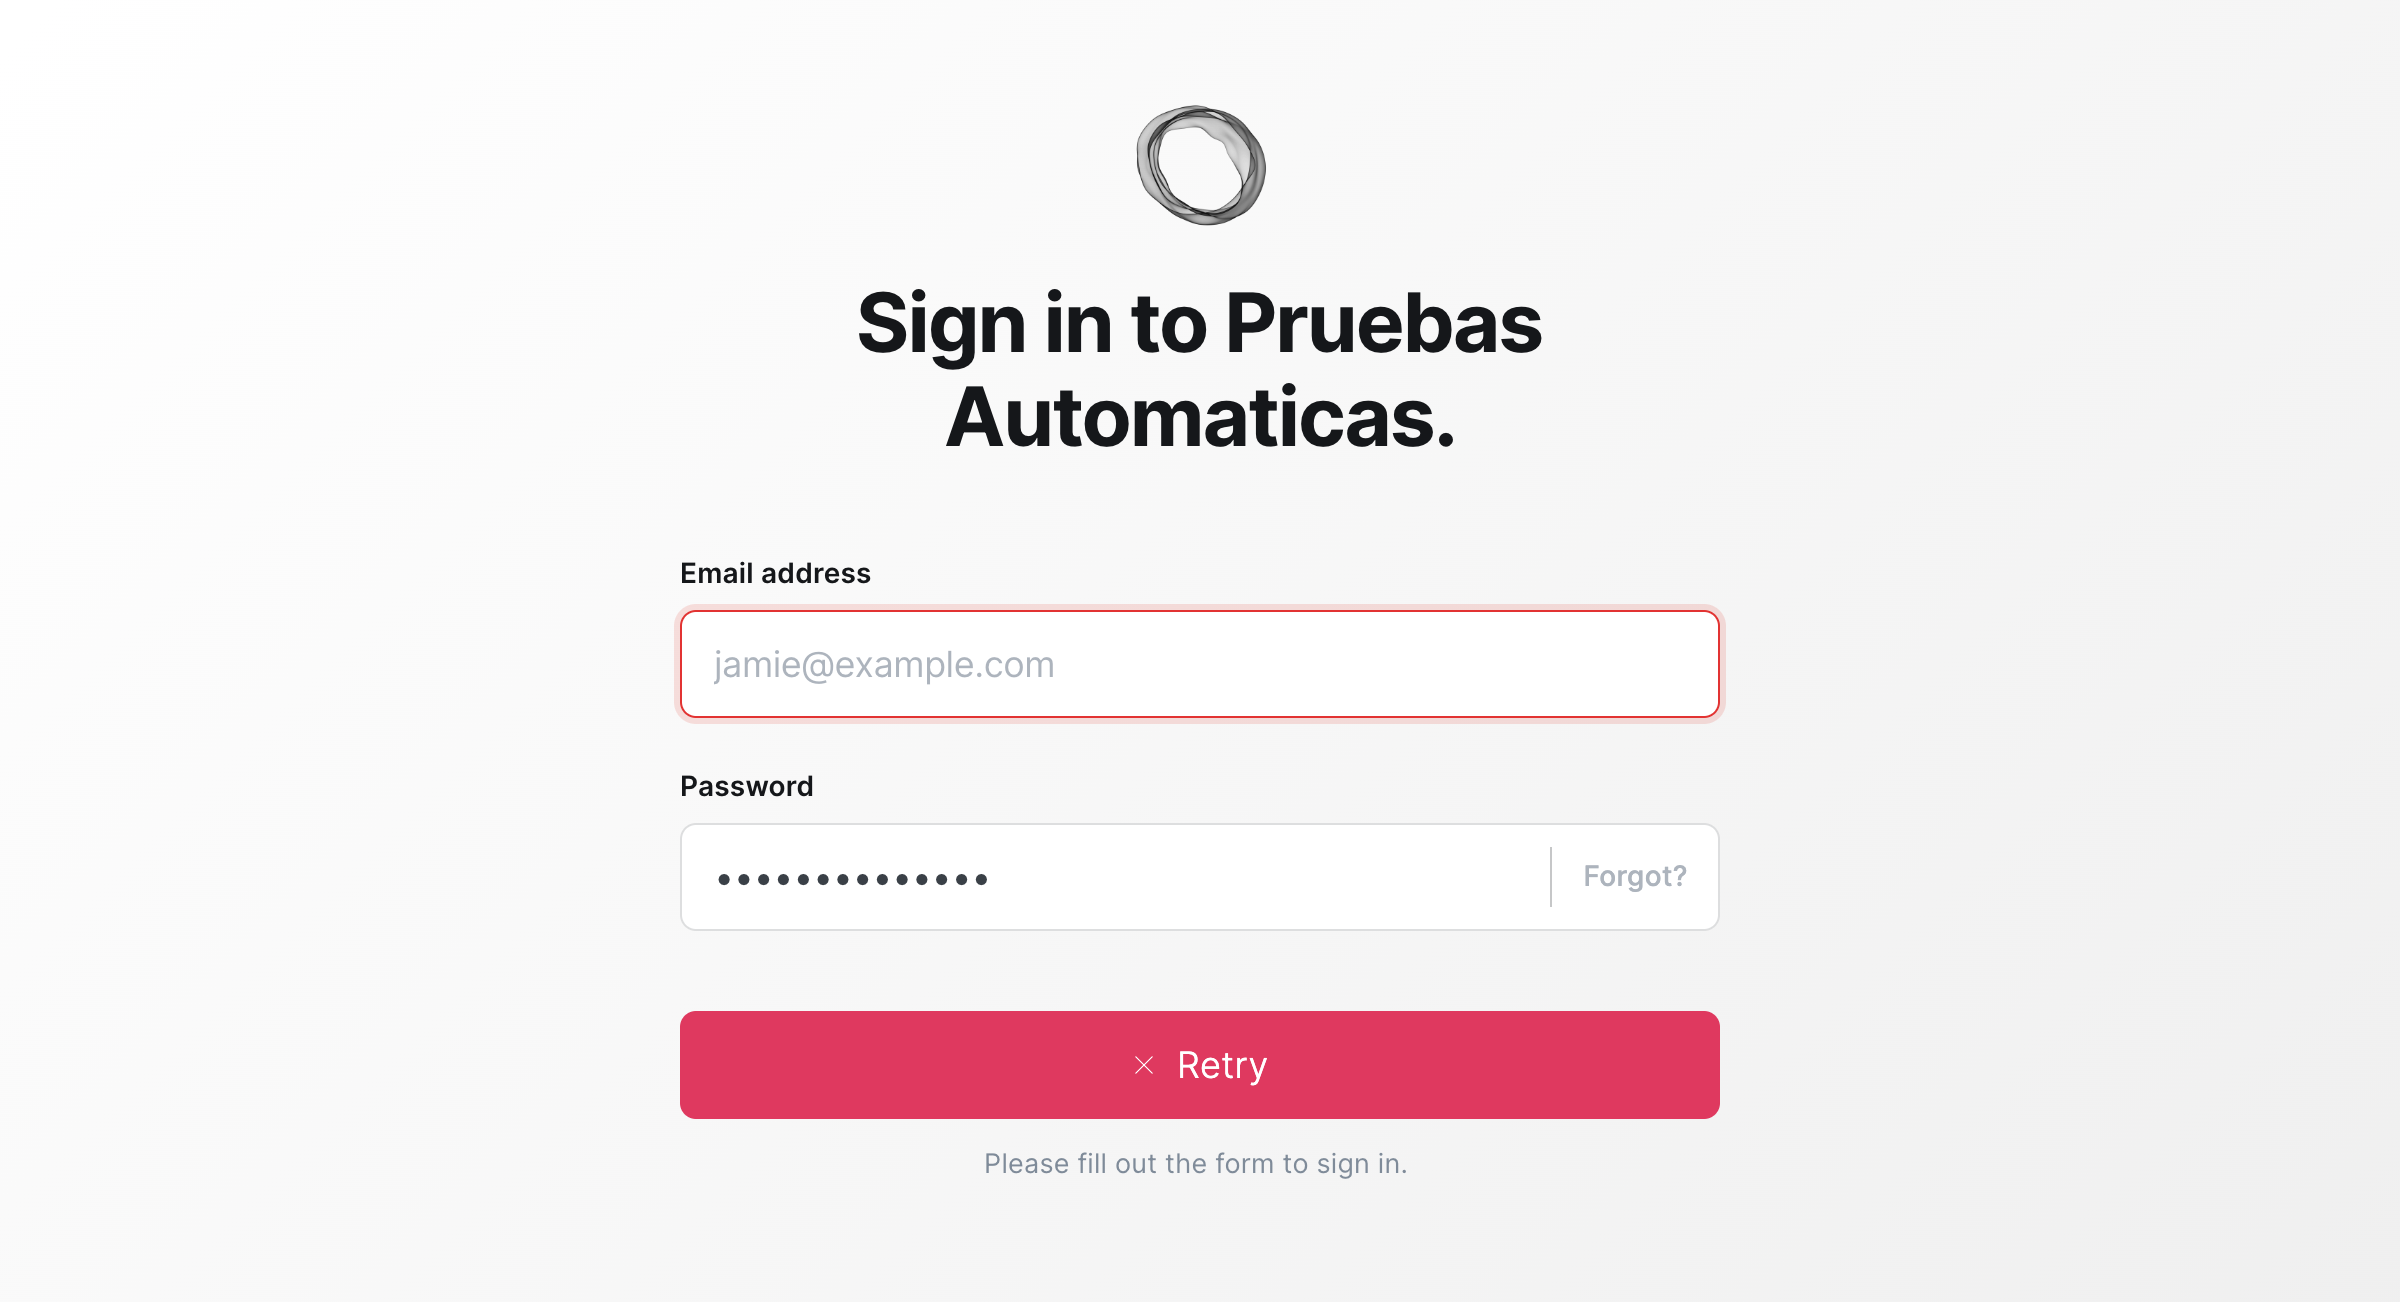 Sign in to Pruebas
Automaticas.
Email address
jamie@example.com
Password
••••••••••••••
Forgot?
Retry
Please fill out the form to sign in.